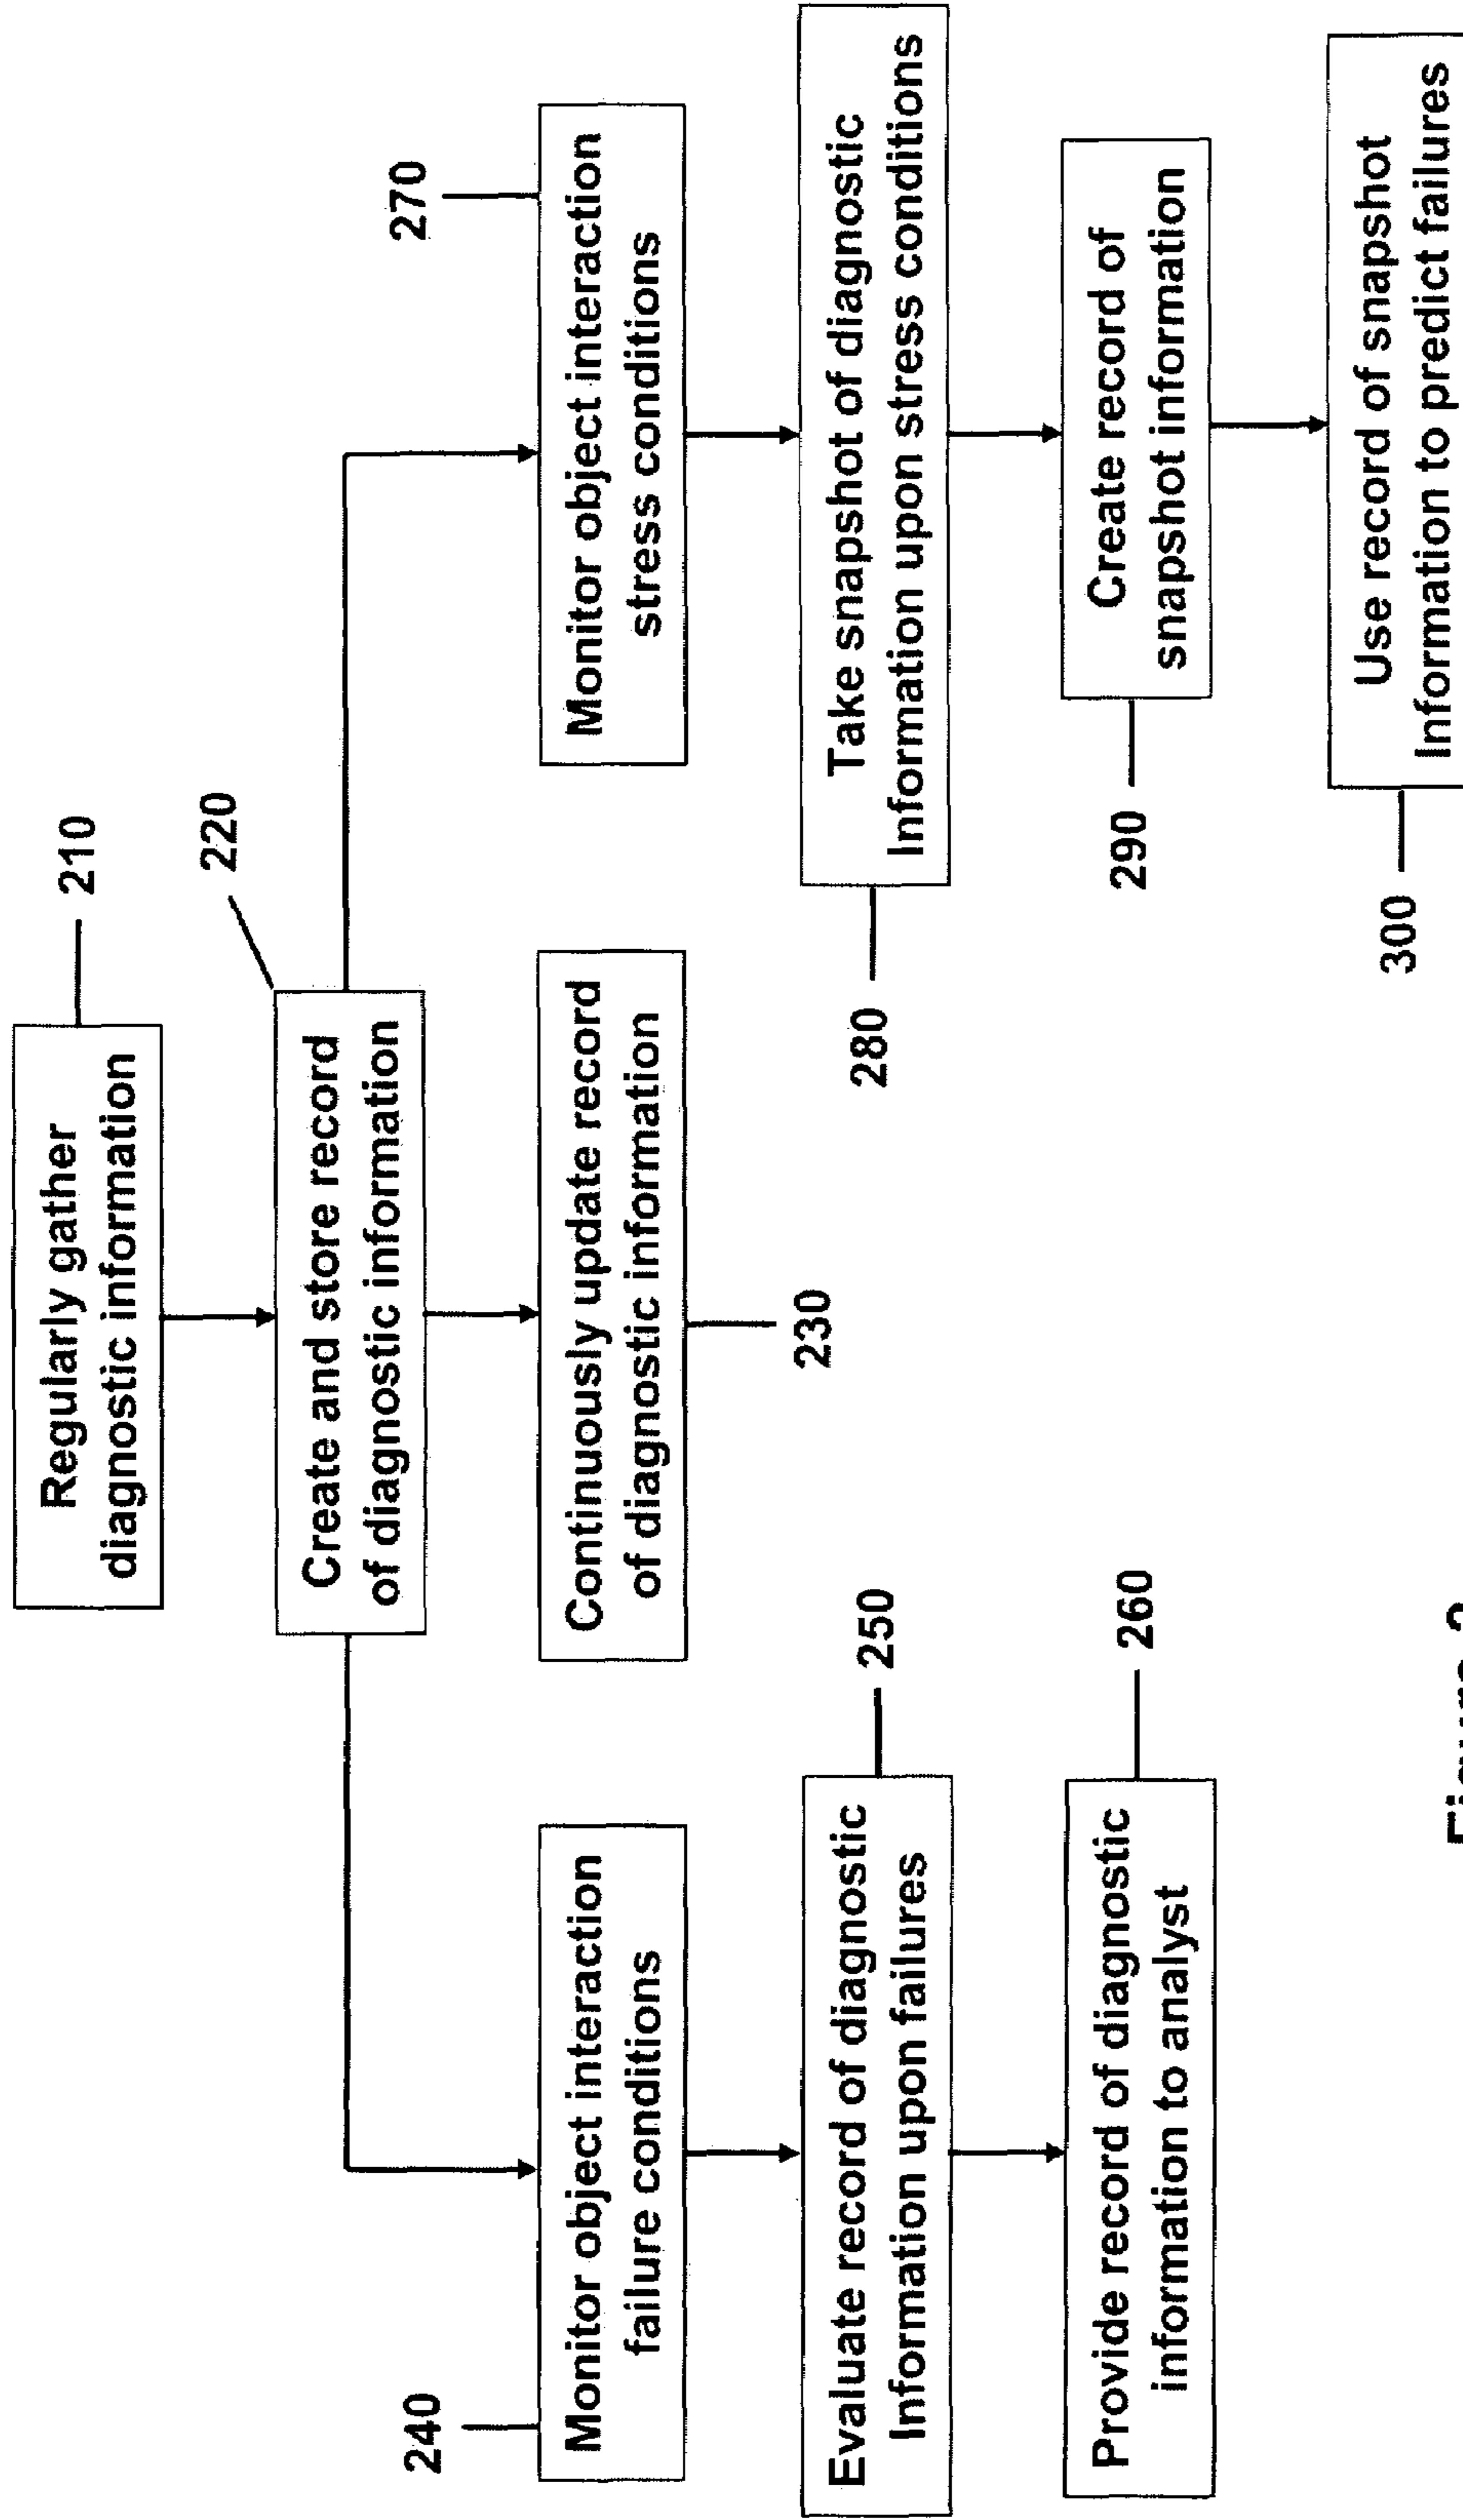 Regularly gather
diagnostic information
210
Create and store record
of diagnostic information
220
240
Monitor object interaction
failure conditions
Continuously update record
of diagnostic information
230
270
Monitor object interaction
stress conditions
Evaluate record of diagnostic
Information upon failures
250
280
Take snapshot of diagnostic
Information upon stress conditions
Provide record of diagnostic
information to analyst
260
290
Create record of
snapshot information
300
Use record of snapshot
Information to predict failures